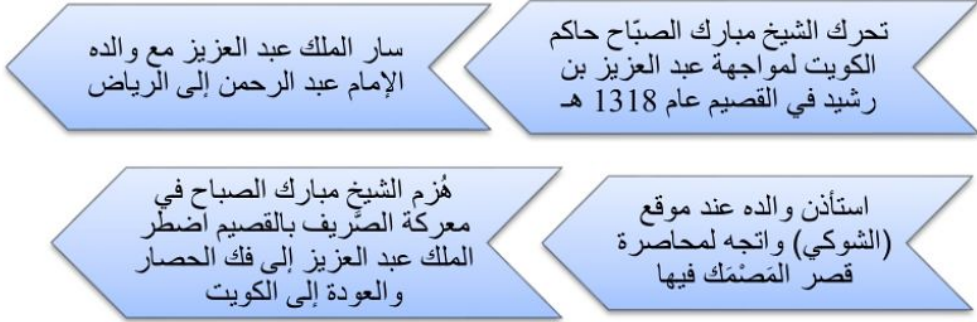 تحرك الشيخ مبارك الصبّاح حاكم
الكويت لمواجهة عبد العزيز بن
رشيد في القصيم عام 1318 هـ
سار الملك عبد العزيز مع والده
الإمام عبد الرحمن إلى الرياض
استأذن والده عند موقع
(الشوكي) واتجه لمحاصرة
قصر المَصْمَك فيها
هُزم الشيخ مبارك الصباح في
معركة الصَّريف بالقصيم اضطر
الملك عبد العزيز إلى فك الحصار
والعودة إلى الكويت